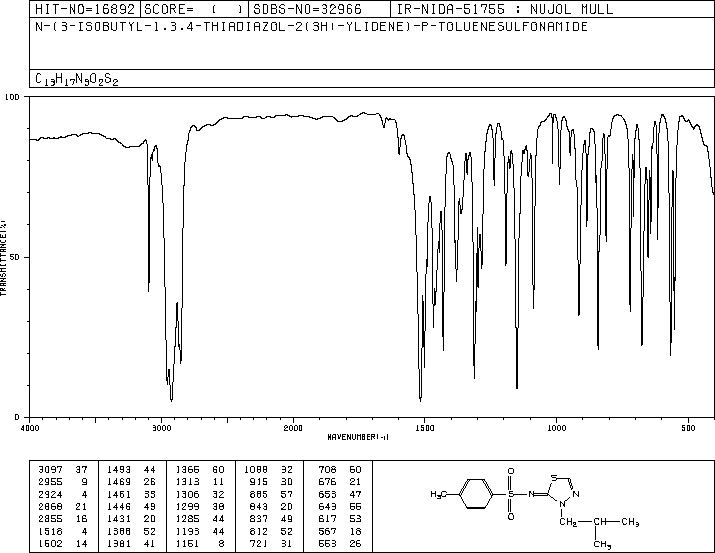 HIT-NO=16892 SCORE= ( ) SDBS-NO=32966 IR-NIDA-51755 : NUJOL MULL
N-(3-ISOBUTYL-1,3,4-THIADIAZOL-2(3H)-YLIDENE)-P-TOLUENESULFONAMIDE
C13H17N3O2S2
100
50
0
TRANSMITTANCE(%)
4000 3000 2000 1500 1000 500
WAVENUMBER(-1)
3097 37 1493 44 1366 60 1088 32 708 60
2955 9 1469 26 1313 11 915 30 676 21
2924 4 1461 35 1306 32 885 57 653 47
2868 21 1446 49 1299 38 843 20 643 55
2855 16 1431 20 1285 44 837 49 617 53
1518 4 1388 52 1193 44 812 52 567 18
1502 14 1381 41 1151 8 721 31 553 26
O S
H3C S N N
O N
CH2 CH CH3
CH3